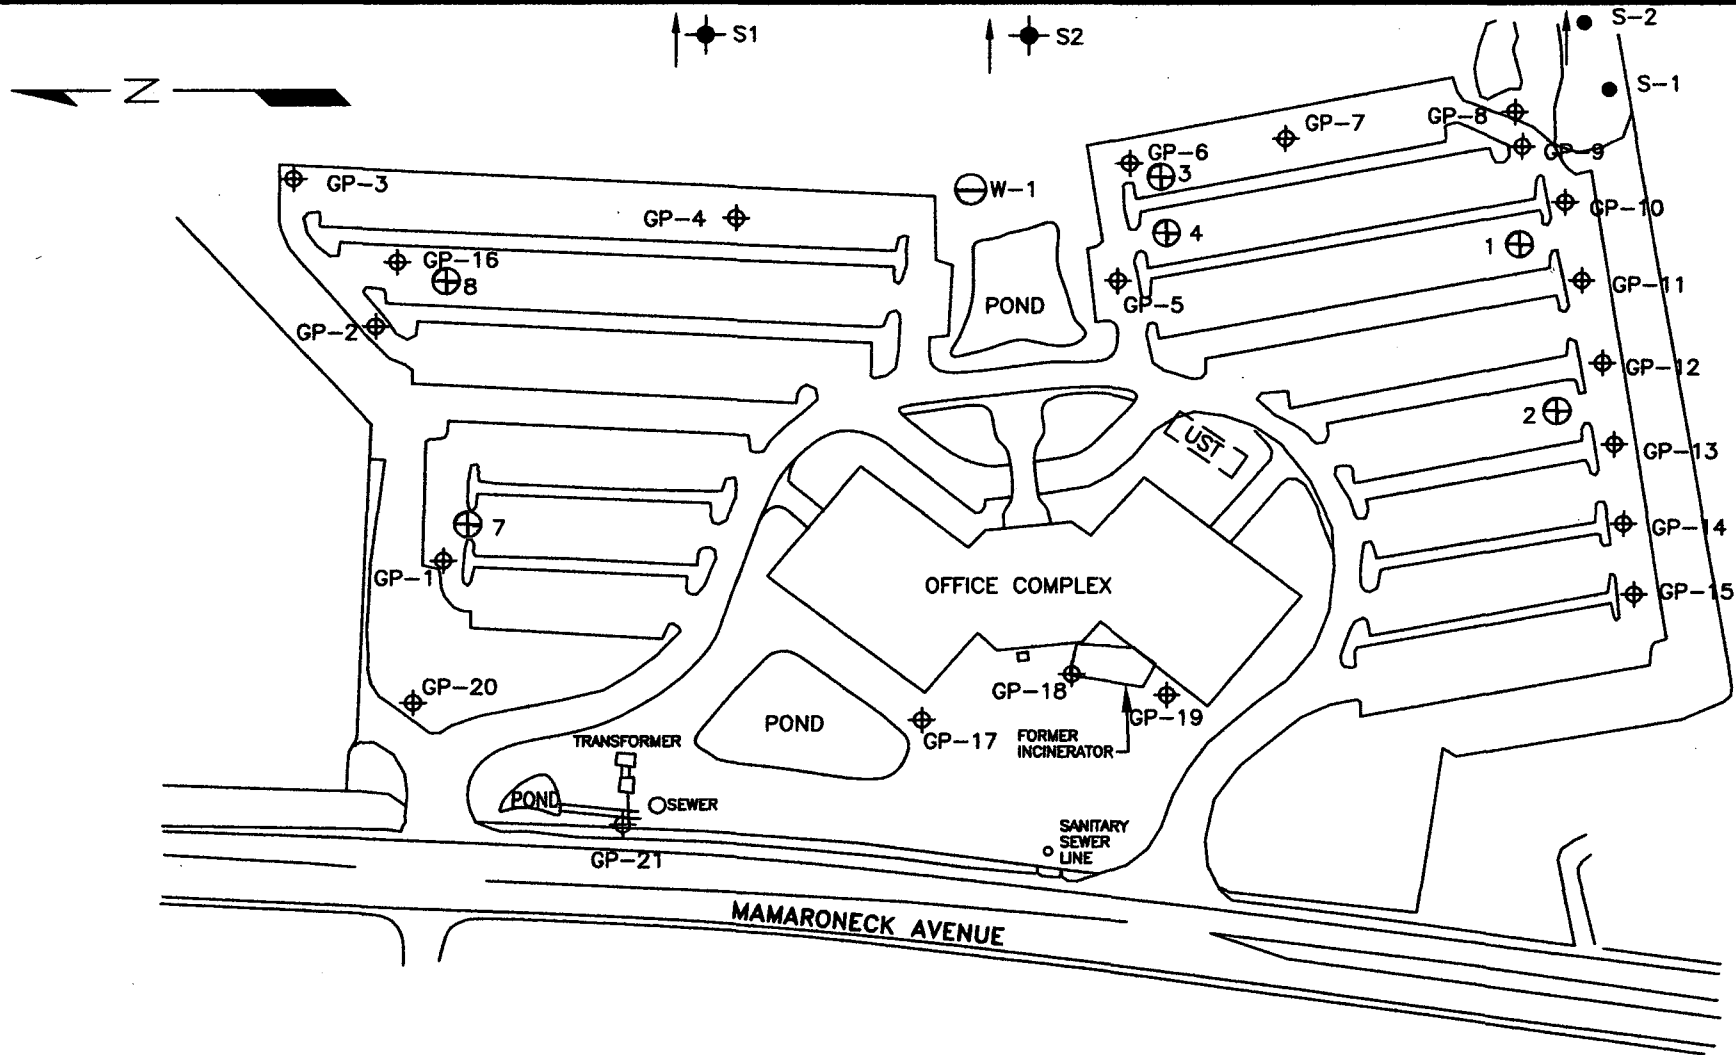 S1
S2
S-2
S-1
N
GP-8
GP-7
GP-6
GP-9
3
GP-3
W-1
GP-4
GP-10
4
1
GP-16
8
GP-5
GP-11
POND
GP-2
GP-12
2
UST
GP-13
7
GP-14
GP-1
OFFICE COMPLEX
GP-15
GP-20
GP-18
GP-19
POND
GP-17
FORMER
INCINERATOR
TRANSFORMER
POND
SEWER
SANITARY
SEWER
LINE
GP-21
MAMARONECK AVENUE